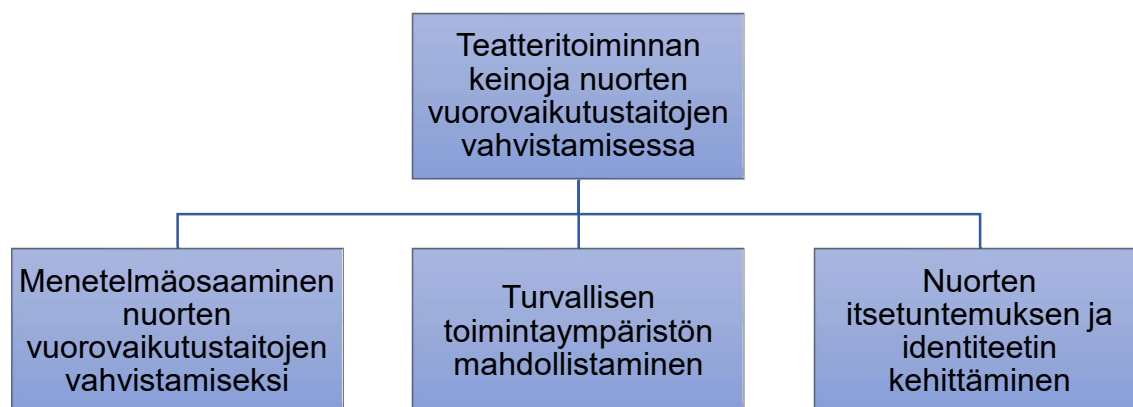 Teatteritoiminnan
keinoja nuorten
vuorovaikutustaitojen
vahvistamisessa
Menetelmäosaaminen
nuorten
vuorovaikutustaitojen
vahvistamiseksi
Turvallisen
toimintaympäristön
mahdollistaminen
Nuorten
itsetuntemuksen ja
identiteetin
kehittäminen